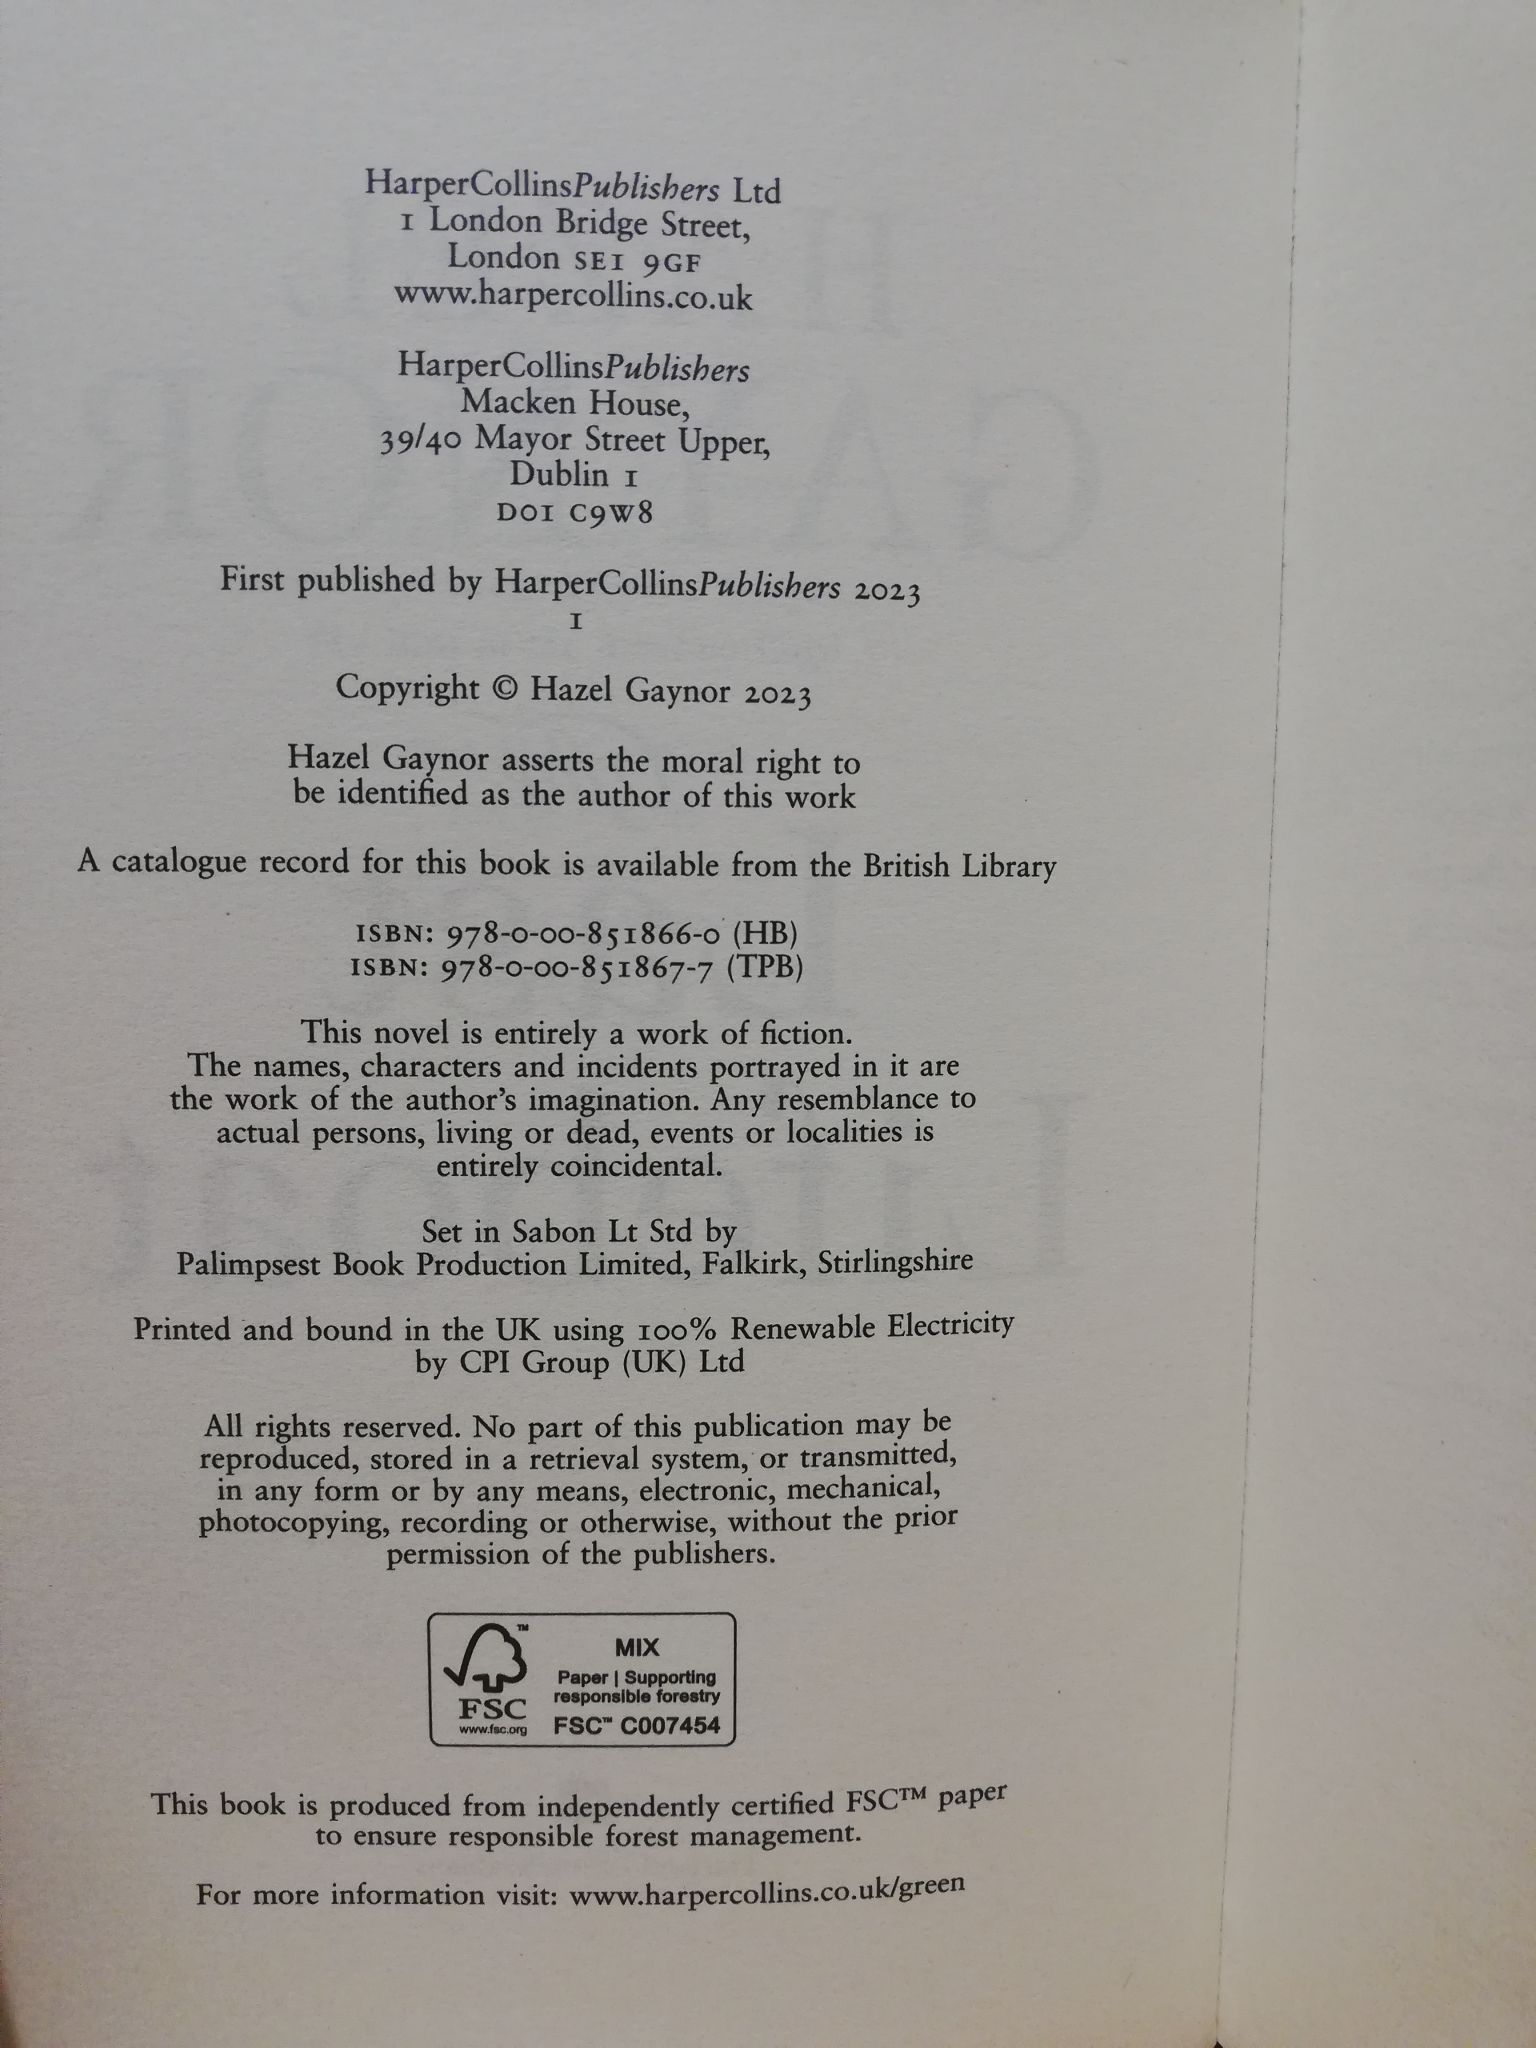 HarperCollinsPublishers Ltd
1 London Bridge Street,
London SE1 9GF
www.harpercollins.co.uk
HarperCollinsPublishers
Macken House,
39/40 Mayor Street Upper,
Dublin 1
D01 C9W8
First published by HarperCollinsPublishers 2023
1
Copyright © Hazel Gaynor 2023
Hazel Gaynor asserts the moral right to
be identified as the author of this work
A catalogue record for this book is available from the British Library
ISBN: 978-0-00-851866-0 (HB)
ISBN: 978-0-00-851867-7 (TPB)
This novel is entirely a work of fiction.
The names, characters and incidents portrayed in it are
the work of the author’s imagination. Any resemblance to
actual persons, living or dead, events or localities is
entirely coincidental.
Set in Sabon Lt Std by
Palimpsest Book Production Limited, Falkirk, Stirlingshire
Printed and bound in the UK using 100% Renewable Electricity
by CPI Group (UK) Ltd
All rights reserved. No part of this publication may be
reproduced, stored in a retrieval system, or transmitted,
in any form or by any means, electronic, mechanical,
photocopying, recording or otherwise, without the prior
permission of the publishers.
FSC
www.fsc.org
MIX
Paper | Supporting
responsible forestry
FSC™ C007454
This book is produced from independently certified FSC™ paper
to ensure responsible forest management.
For more information visit: www.harpercollins.co.uk/green